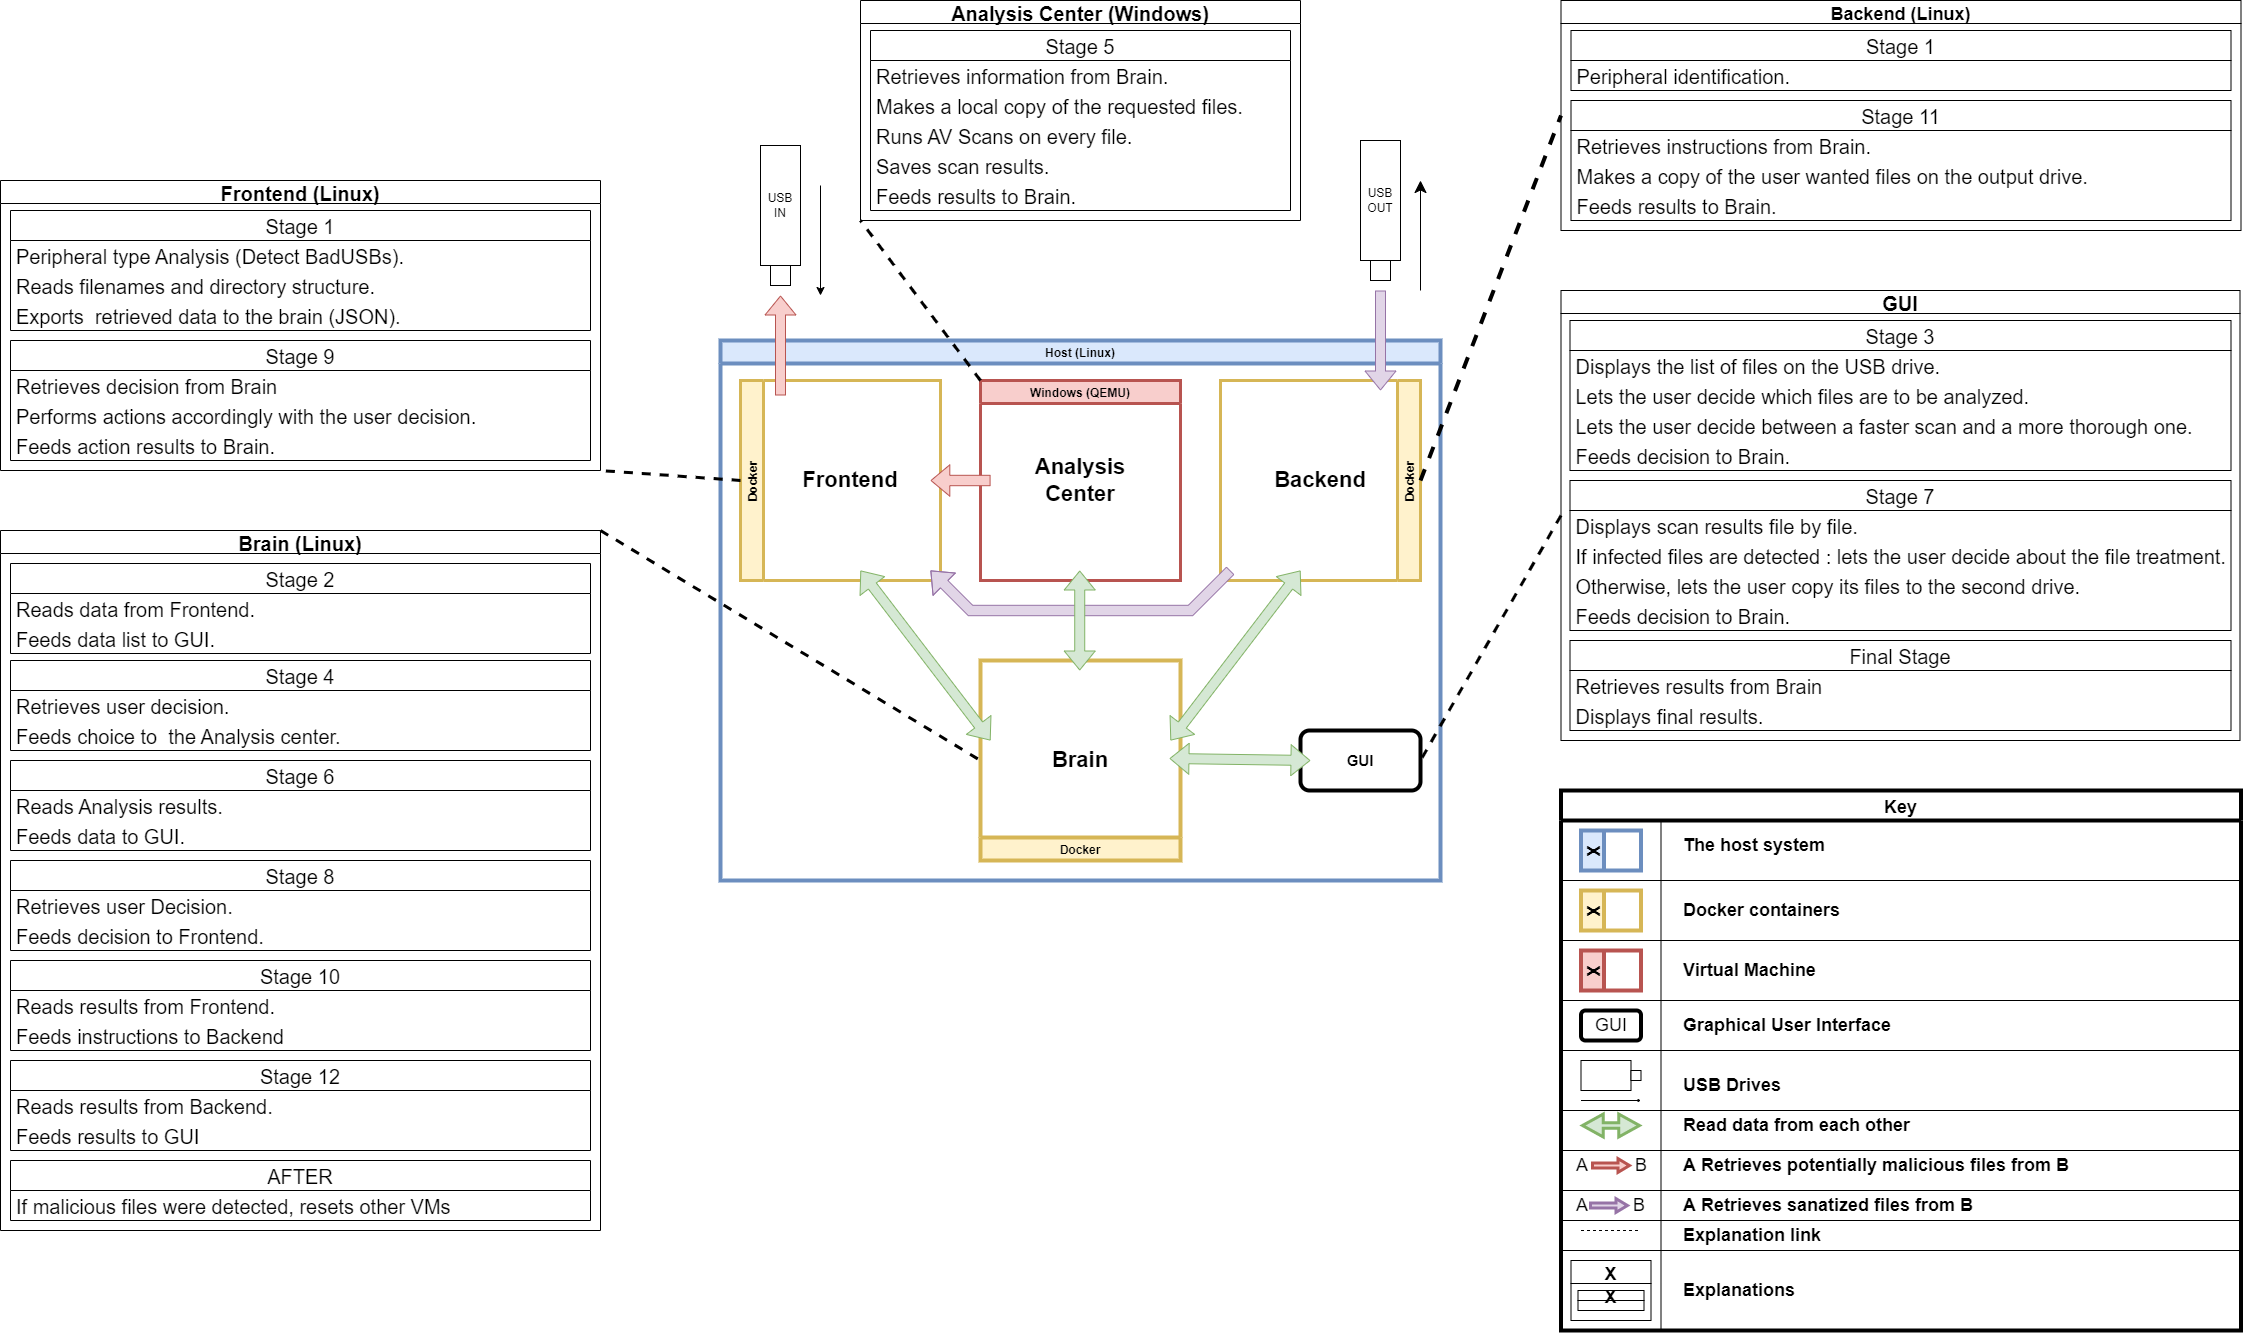 Analysis Center (Windows)
Stage 5
Retrieves information from Brain.
Makes a local copy of the requested files.
Runs AV Scans on every file.
Saves scan results.
Feeds results to Brain.
Backend (Linux)
Stage 1
Peripheral identification.
Stage 11
Retrieves instructions from Brain.
Makes a copy of the user wanted files on the output drive.
Feeds results to Brain.
USB
IN
USB
OUT
Frontend (Linux)
Stage 1
Peripheral type Analysis (Detect BadUSBs).
Reads filenames and directory structure.
Exports  retrieved data to the brain (JSON).
Stage 9
Retrieves decision from Brain
Performs actions accordingly with the user decision.
Feeds action results to Brain.
GUI
Stage 3
Displays the list of files on the USB drive.
Lets the user decide which files are to be analyzed.
Lets the user decide between a faster scan and a more thorough one.
Feeds decision to Brain.
Stage 7
Displays scan results file by file.
If infected files are detected : lets the user decide about the file treatment.
Otherwise, lets the user copy its files to the second drive.
Feeds decision to Brain.
Final Stage
Retrieves results from Brain
Displays final results.
Host (Linux)
Docker
Frontend
Windows (QEMU)
Analysis
Center
Backend
Docker
Brain
Docker
GUI
Brain (Linux)
Stage 2
Reads data from Frontend.
Feeds data list to GUI.
Stage 4
Retrieves user decision.
Feeds choice to  the Analysis center.
Stage 6
Reads Analysis results.
Feeds data to GUI.
Stage 8
Retrieves user Decision.
Feeds decision to Frontend.
Stage 10
Reads results from Frontend.
Feeds instructions to Backend
Stage 12
Reads results from Backend.
Feeds results to GUI
AFTER
If malicious files were detected, resets other VMs
Key
X
The host system
X
Docker containers
X
Virtual Machine
GUI
Graphical User Interface
USB Drives
Read data from each other
A B
A Retrieves potentially malicious files from B
A B
A Retrieves sanatized files from B
Explanation link
X
X
Explanations